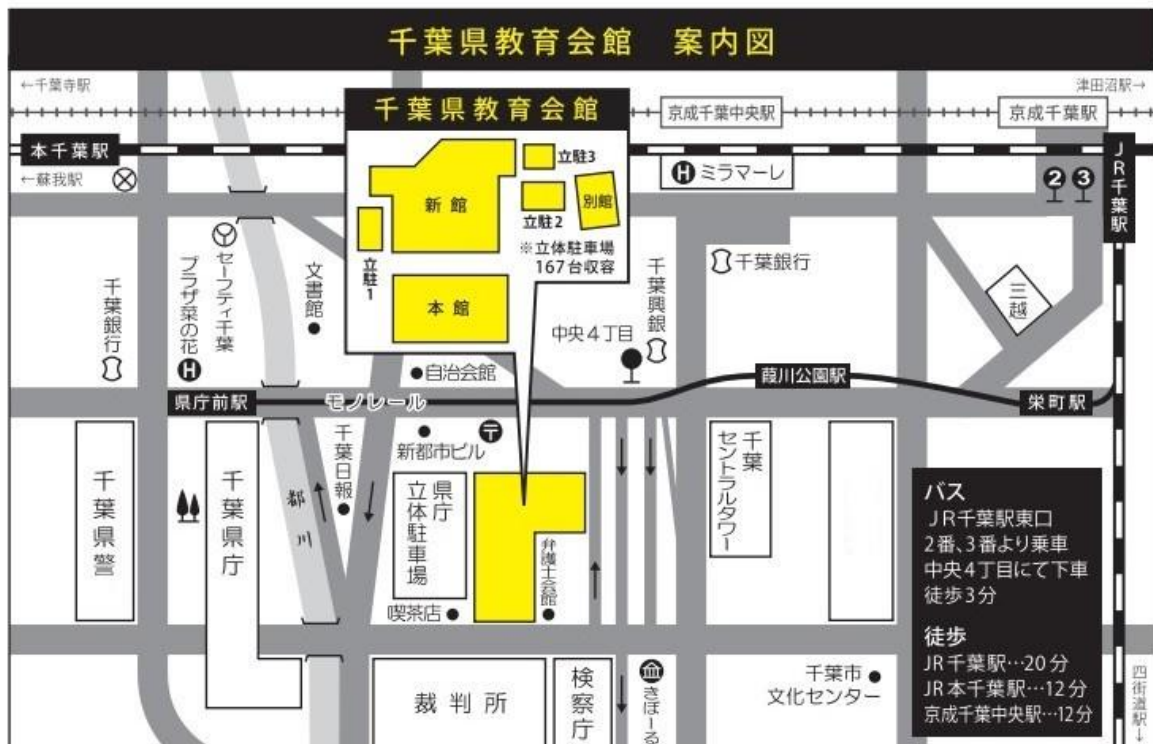 千葉県教育会館 案内図
←千葉寺駅
津田沼駅→
千葉県教育会館
京成千葉中央駅
京成千葉駅
本千葉駅
←蘇我駅
JR千葉駅
立駐3
Hミラマーレ
2 3
新館
立駐2
別館
立駐1
※立体駐車場
167台収容
本館
千葉銀行
プラザ菜の花
H
セーフティ千葉
文書館
千葉興銀
千葉銀行
三越
中央4丁目
自治会館
葭川公園駅
県庁前駅
モノレール
栄町駅
千葉県警
千葉県庁
都川
千葉日報
新都市ビル
〒
県庁
立体駐車場
弁護士会館
喫茶店
千葉
セントラルタワー
バス
JR千葉駅東口
2番、3番より乗車
中央4丁目にて下車
徒歩3分
徒歩
JR千葉駅…20分
JR本千葉駅…12分
京成千葉中央駅…12分
裁判所
検察庁
きぼーる
千葉市
文化センター
四街道駅→